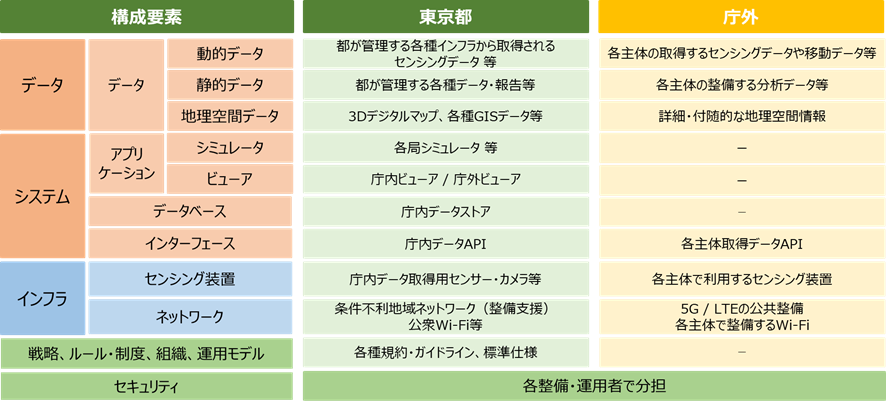 構成要素
東京都
庁外
データ
データ
動的データ
都が管理する各種インフラから取得される
センシングデータ 等
各主体の取得するセンシングデータや移動データ等
静的データ
都が管理する各種データ・報告等
各主体の整備する分析データ等
地理空間データ
3Dデジタルマップ、各種GISデータ等
詳細・付随的な地理空間情報
システム
アプリ
ケーション
シミュレータ
各局シミュレータ 等
－
ビューア
庁内ビューア / 庁外ビューア
－
データベース
庁内データストア
－
インターフェース
庁内データAPI
各主体取得データAPI
インフラ
センシング装置
庁内データ取得用センサー・カメラ等
各主体で利用するセンシング装置
ネットワーク
条件不利地域ネットワーク（整備支援）
公衆Wi-Fi等
5G / LTEの公共整備
各主体で整備するWi-Fi
戦略、ルール・制度、組織、運用モデル
各種規約・ガイドライン、標準仕様
－
セキュリティ
各整備・運用者で分担